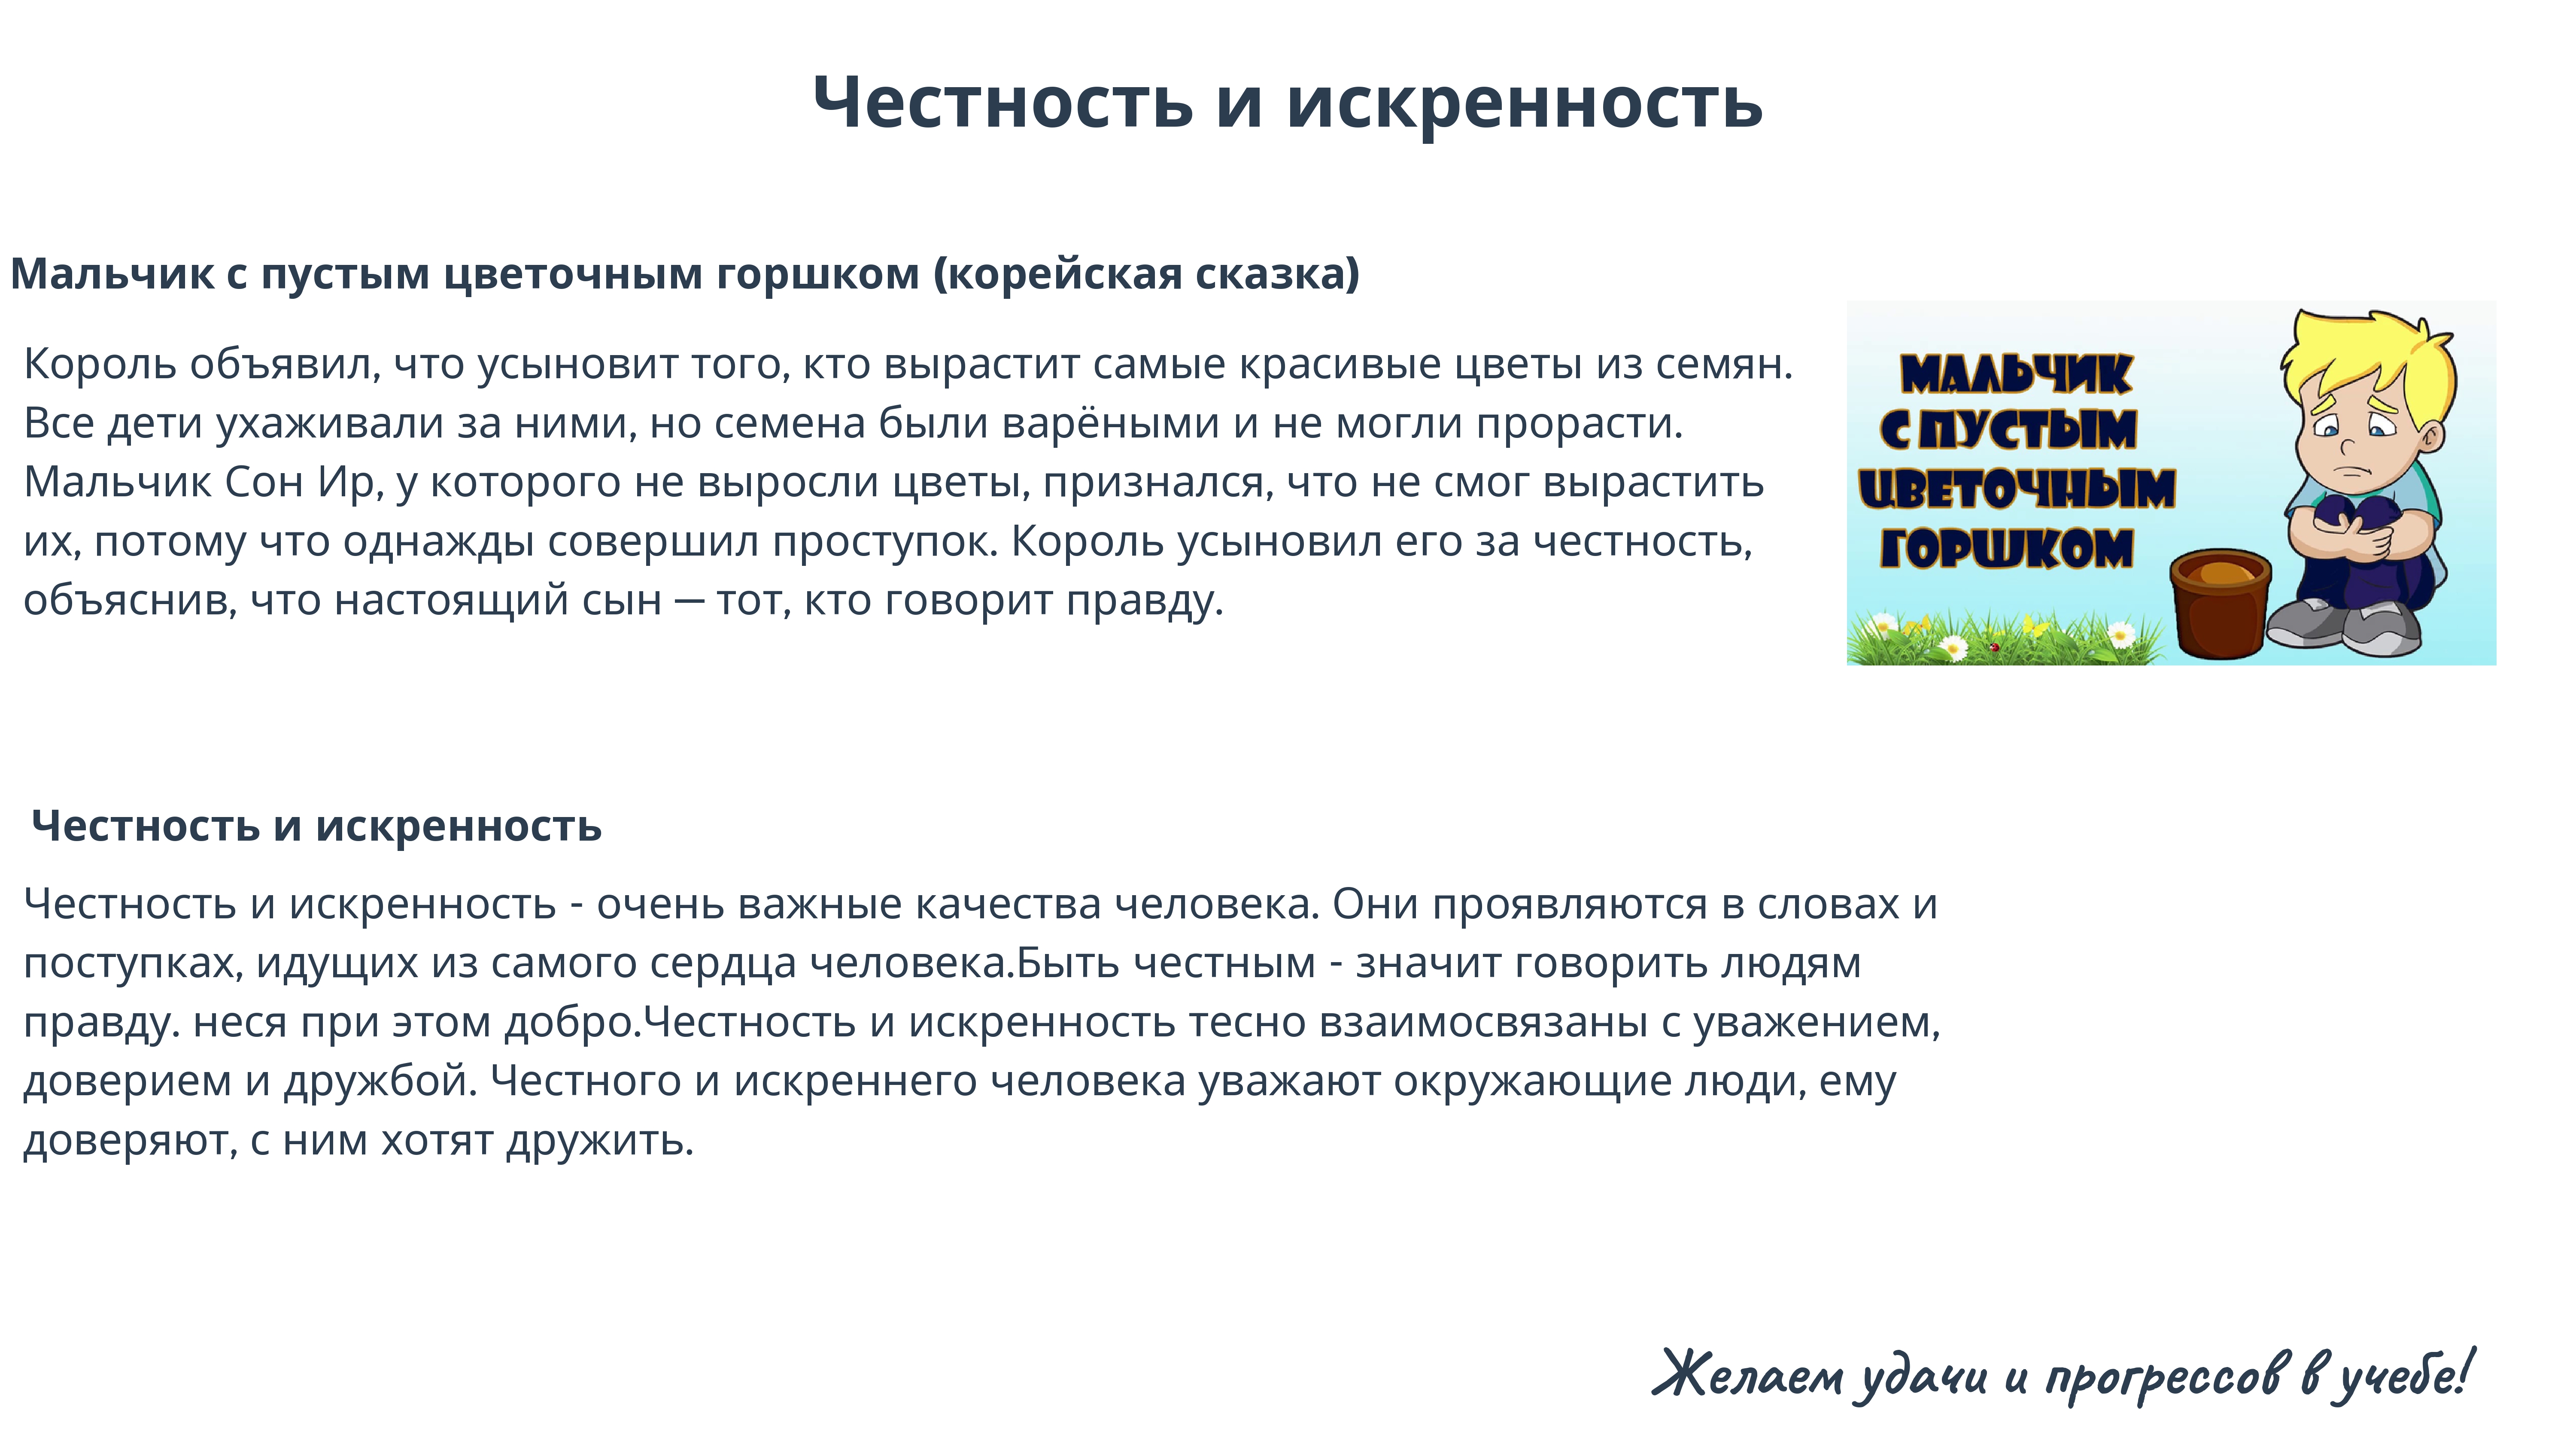 Честность и искренность
Мальчик с пустым цветочным горшком (корейская сказка)
Король объявил, что усыновит того, кто вырастит самые красивые цветы из семян.
Все дети ухаживали за ними, но семена были варёными и не могли прорасти.
Мальчик Сон Ир, у которого не выросли цветы, признался, что не смог вырастить
их, потому что однажды совершил проступок. Король усыновил его за честность,
объяснив, что настоящий сын — тот, кто говорит правду.
МАЛЬЧИК
С ПУСТЫМ
ЦВЕТОЧНЫМ
ГОРШКОМ
Честность и искренность
Честность и искренность - очень важные качества человека. Они проявляются в словах и
поступках, идущих из самого сердца человека.Быть честным - значит говорить людям
правду. неся при этом добро.Честность и искренность тесно взаимосвязаны с уважением,
доверием и дружбой. Честного и искреннего человека уважают окружающие люди, ему
доверяют, с ним хотят дружить.
Желаем удачи и прогрессов в учебе!